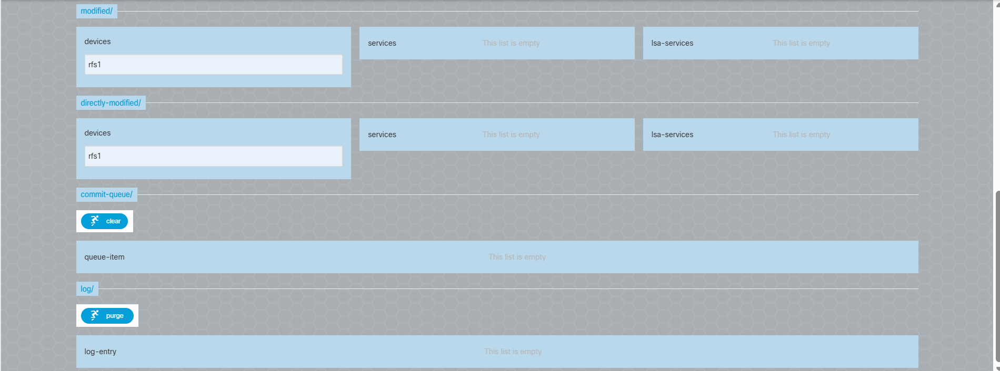 modified/
devices
rfs1
services This list is empty
lsa-services This list is empty
directly-modified/
devices
rfs1
services This list is empty
lsa-services This list is empty
commit-queue/
clear
queue-item This list is empty
log/
purge
log-entry This list is empty